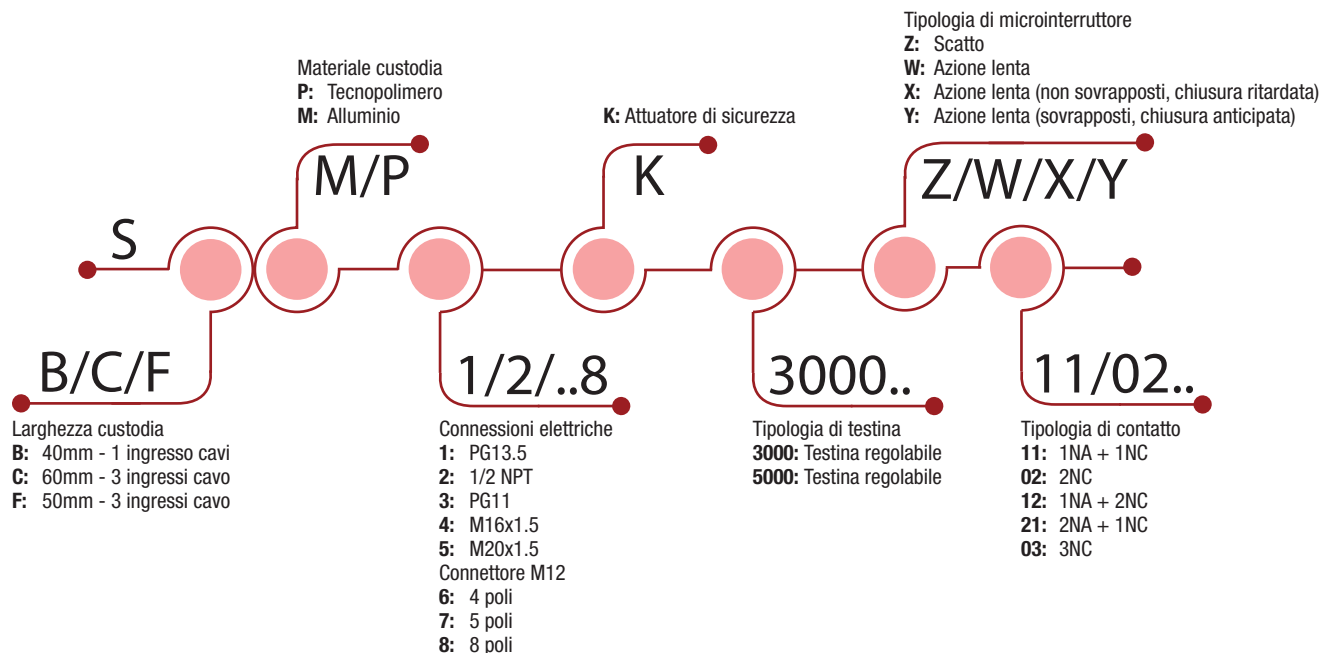 Tipologia di microinterruttore
Z: Scatto
W: Azione lenta
X: Azione lenta (non sovrapposti, chiusura ritardata)
Y: Azione lenta (sovrapposti, chiusura anticipata)
Materiale custodia
P: Tecnopolimero
M: Alluminio
K: Attuatore di sicurezza
M/P
K
Z/W/X/Y
S
B/C/F
1/2/..8
3000..
11/02..
Larghezza custodia
B: 40mm - 1 ingresso cavi
C: 60mm - 3 ingressi cavo
F: 50mm - 3 ingressi cavo
Connessioni elettriche
1: PG13.5
2: 1/2 NPT
3: PG11
4: M16x1.5
5: M20x1.5
Connettore M12
6: 4 poli
7: 5 poli
8: 8 poli
Tipologia di testina
3000: Testina regolabile
5000: Testina regolabile
Tipologia di contatto
11: 1NA + 1NC
02: 2NC
12: 1NA + 2NC
21: 2NA + 1NC
03: 3NC